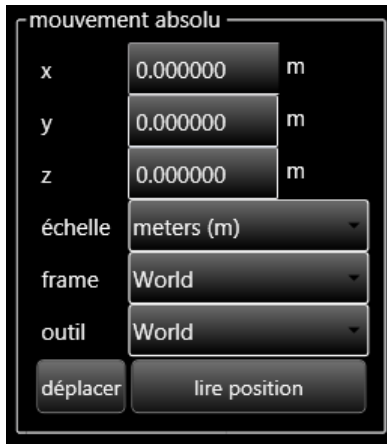 mouvement absolu
x 0.000000 m
y 0.000000 m
z 0.000000 m
échelle meters (m)
frame World
outil World
déplacer lire position